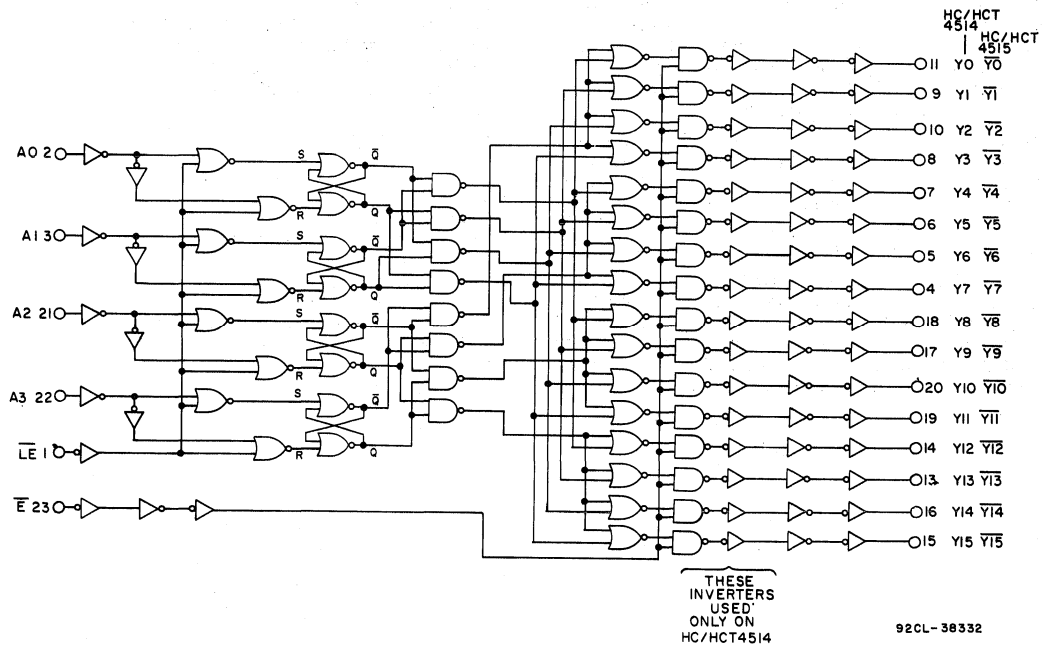 HC/HCT
4514
HC/HCT
4515
11 Y0 Y0
9 Y1 Y1
10 Y2 Y2
8 Y3 Y3
7 Y4 Y4
6 Y5 Y5
5 Y6 Y6
4 Y7 Y7
18 Y8 Y8
17 Y9 Y9
20 Y10 Y10
19 Y11 Y11
14 Y12 Y12
13 Y13 Y13
16 Y14 Y14
15 Y15 Y15
A0 2
S
Q
R
Q
A1 3
S
Q
R
Q
A2 21
S
Q
R
Q
A3 22
S
Q
R
Q
LE 1
E 23
THESE
INVERTERS
USED
ONLY ON
HC/HCT4514
92CL-38332